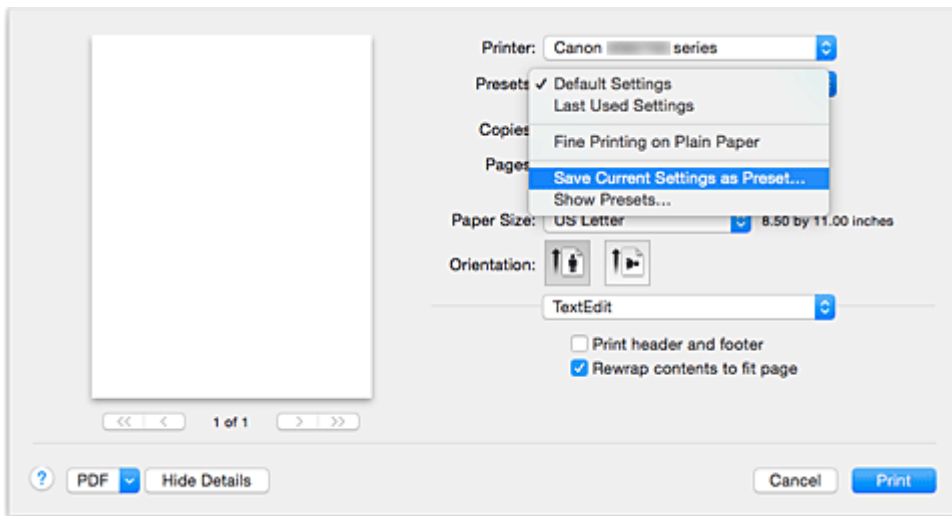 Printer: Canon series
Presets ✓ Default Settings
Last Used Settings
Copies
Fine Printing on Plain Paper
Pages
Save Current Settings as Preset...
Show Presets...
Paper Size: US Letter 8.50 by 11.00 inches
Orientation:
TextEdit
Print header and footer
Rewrap contents to fit page
1 of 1
? PDF Hide Details Cancel Print